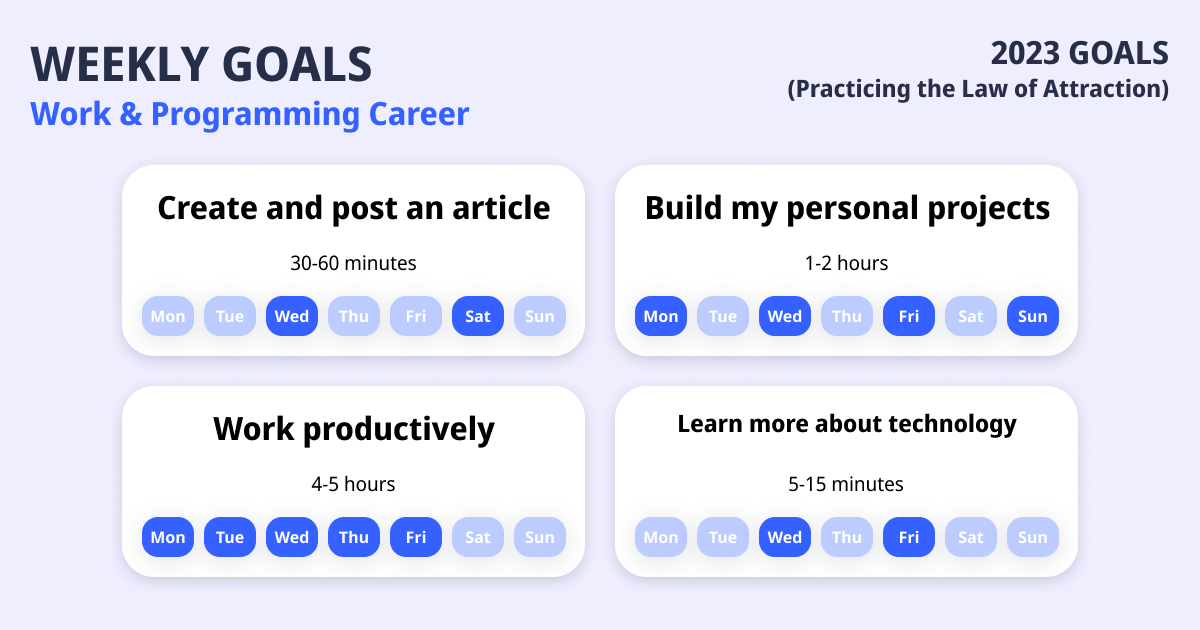 WEEKLY GOALS
Work & Programming Career
2023 GOALS
(Practicing the Law of Attraction)
Create and post an article
30-60 minutes
Mon Tue Wed Thu Fri Sat Sun
Build my personal projects
1-2 hours
Mon Tue Wed Thu Fri Sat Sun
Work productively
4-5 hours
Mon Tue Wed Thu Fri Sat Sun
Learn more about technology
5-15 minutes
Mon Tue Wed Thu Fri Sat Sun